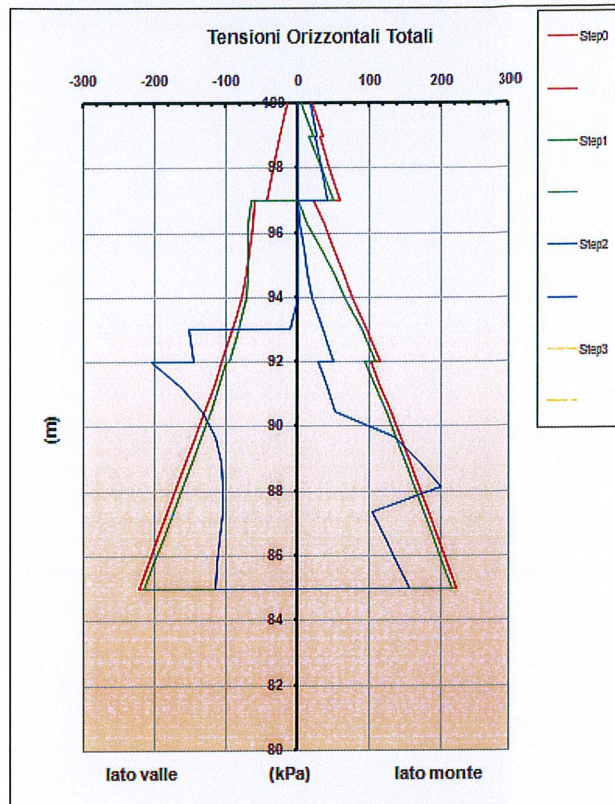 Tensioni Orizzontali Totali
-300 -200 -100 0 100 200 300
100
98
96
94
92
90
88
86
84
82
80
(m)
lato valle (kPa) lato monte
Step0
Step1
Step2
Step3